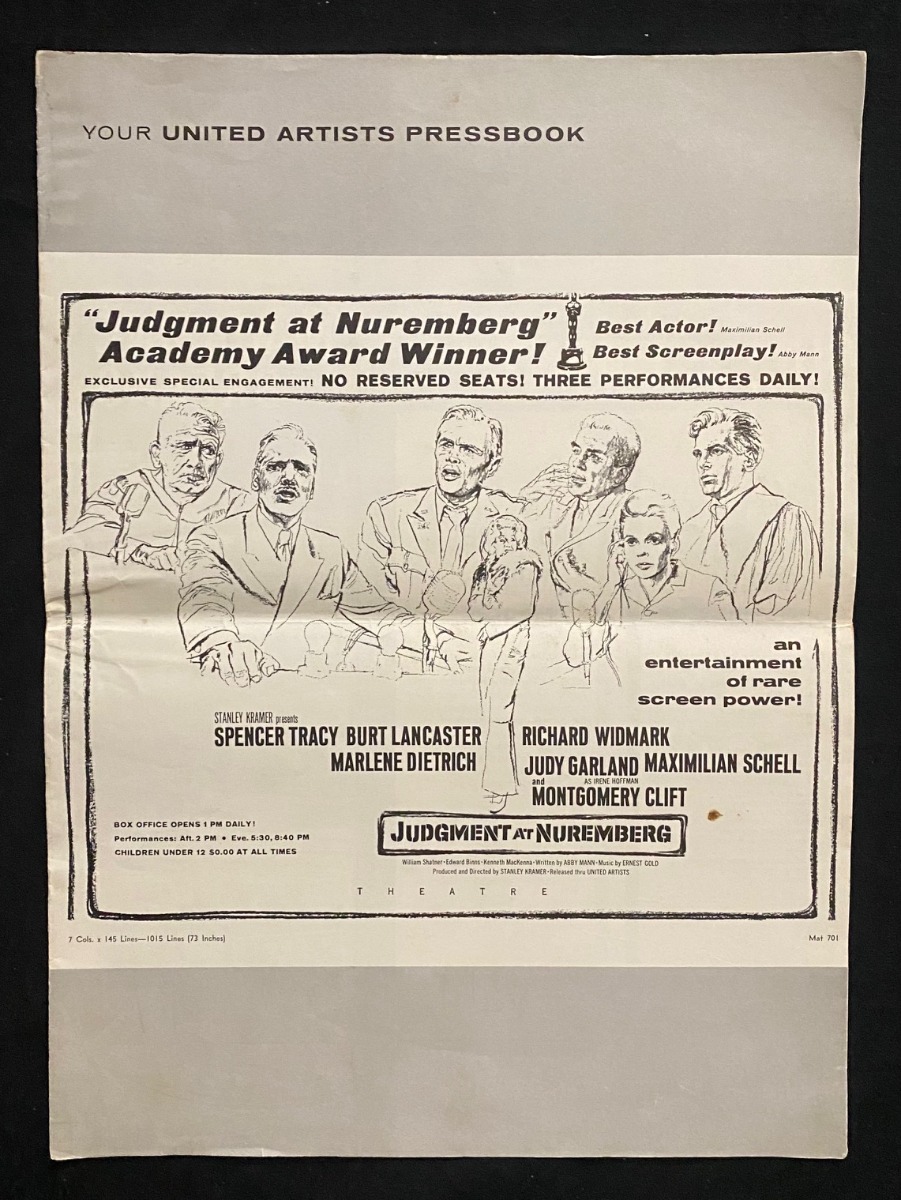 YOUR UNITED ARTISTS PRESSBOOK
“Judgment at Nuremberg”
Academy Award Winner!
Best Actor! Maximilian Schell
Best Screenplay! Abby Mann
EXCLUSIVE SPECIAL ENGAGEMENT! NO RESERVED SEATS! THREE PERFORMANCES DAILY!
an
entertainment
of rare
screen power!
STANLEY KRAMER presents
SPENCER TRACY BURT LANCASTER RICHARD WIDMARK
MARLENE DIETRICH JUDY GARLAND MAXIMILIAN SCHELL
and AS IRENE HOFFMAN
MONTGOMERY CLIFT
BOX OFFICE OPENS 1 PM DAILY!
Performances: Aft. 2 PM • Eve. 5:30, 8:40 PM
CHILDREN UNDER 12 $0.00 AT ALL TIMES
JUDGMENT AT NUREMBERG
William Shatner • Edward Binns • Kenneth MacKenna • Written by ABBY MANN • Music by ERNEST GOLD
Produced and Directed by STANLEY KRAMER • Released thru UNITED ARTISTS
THEATRE
7 Cols. x 145 Lines—1015 Lines (73 Inches)
Mat 701